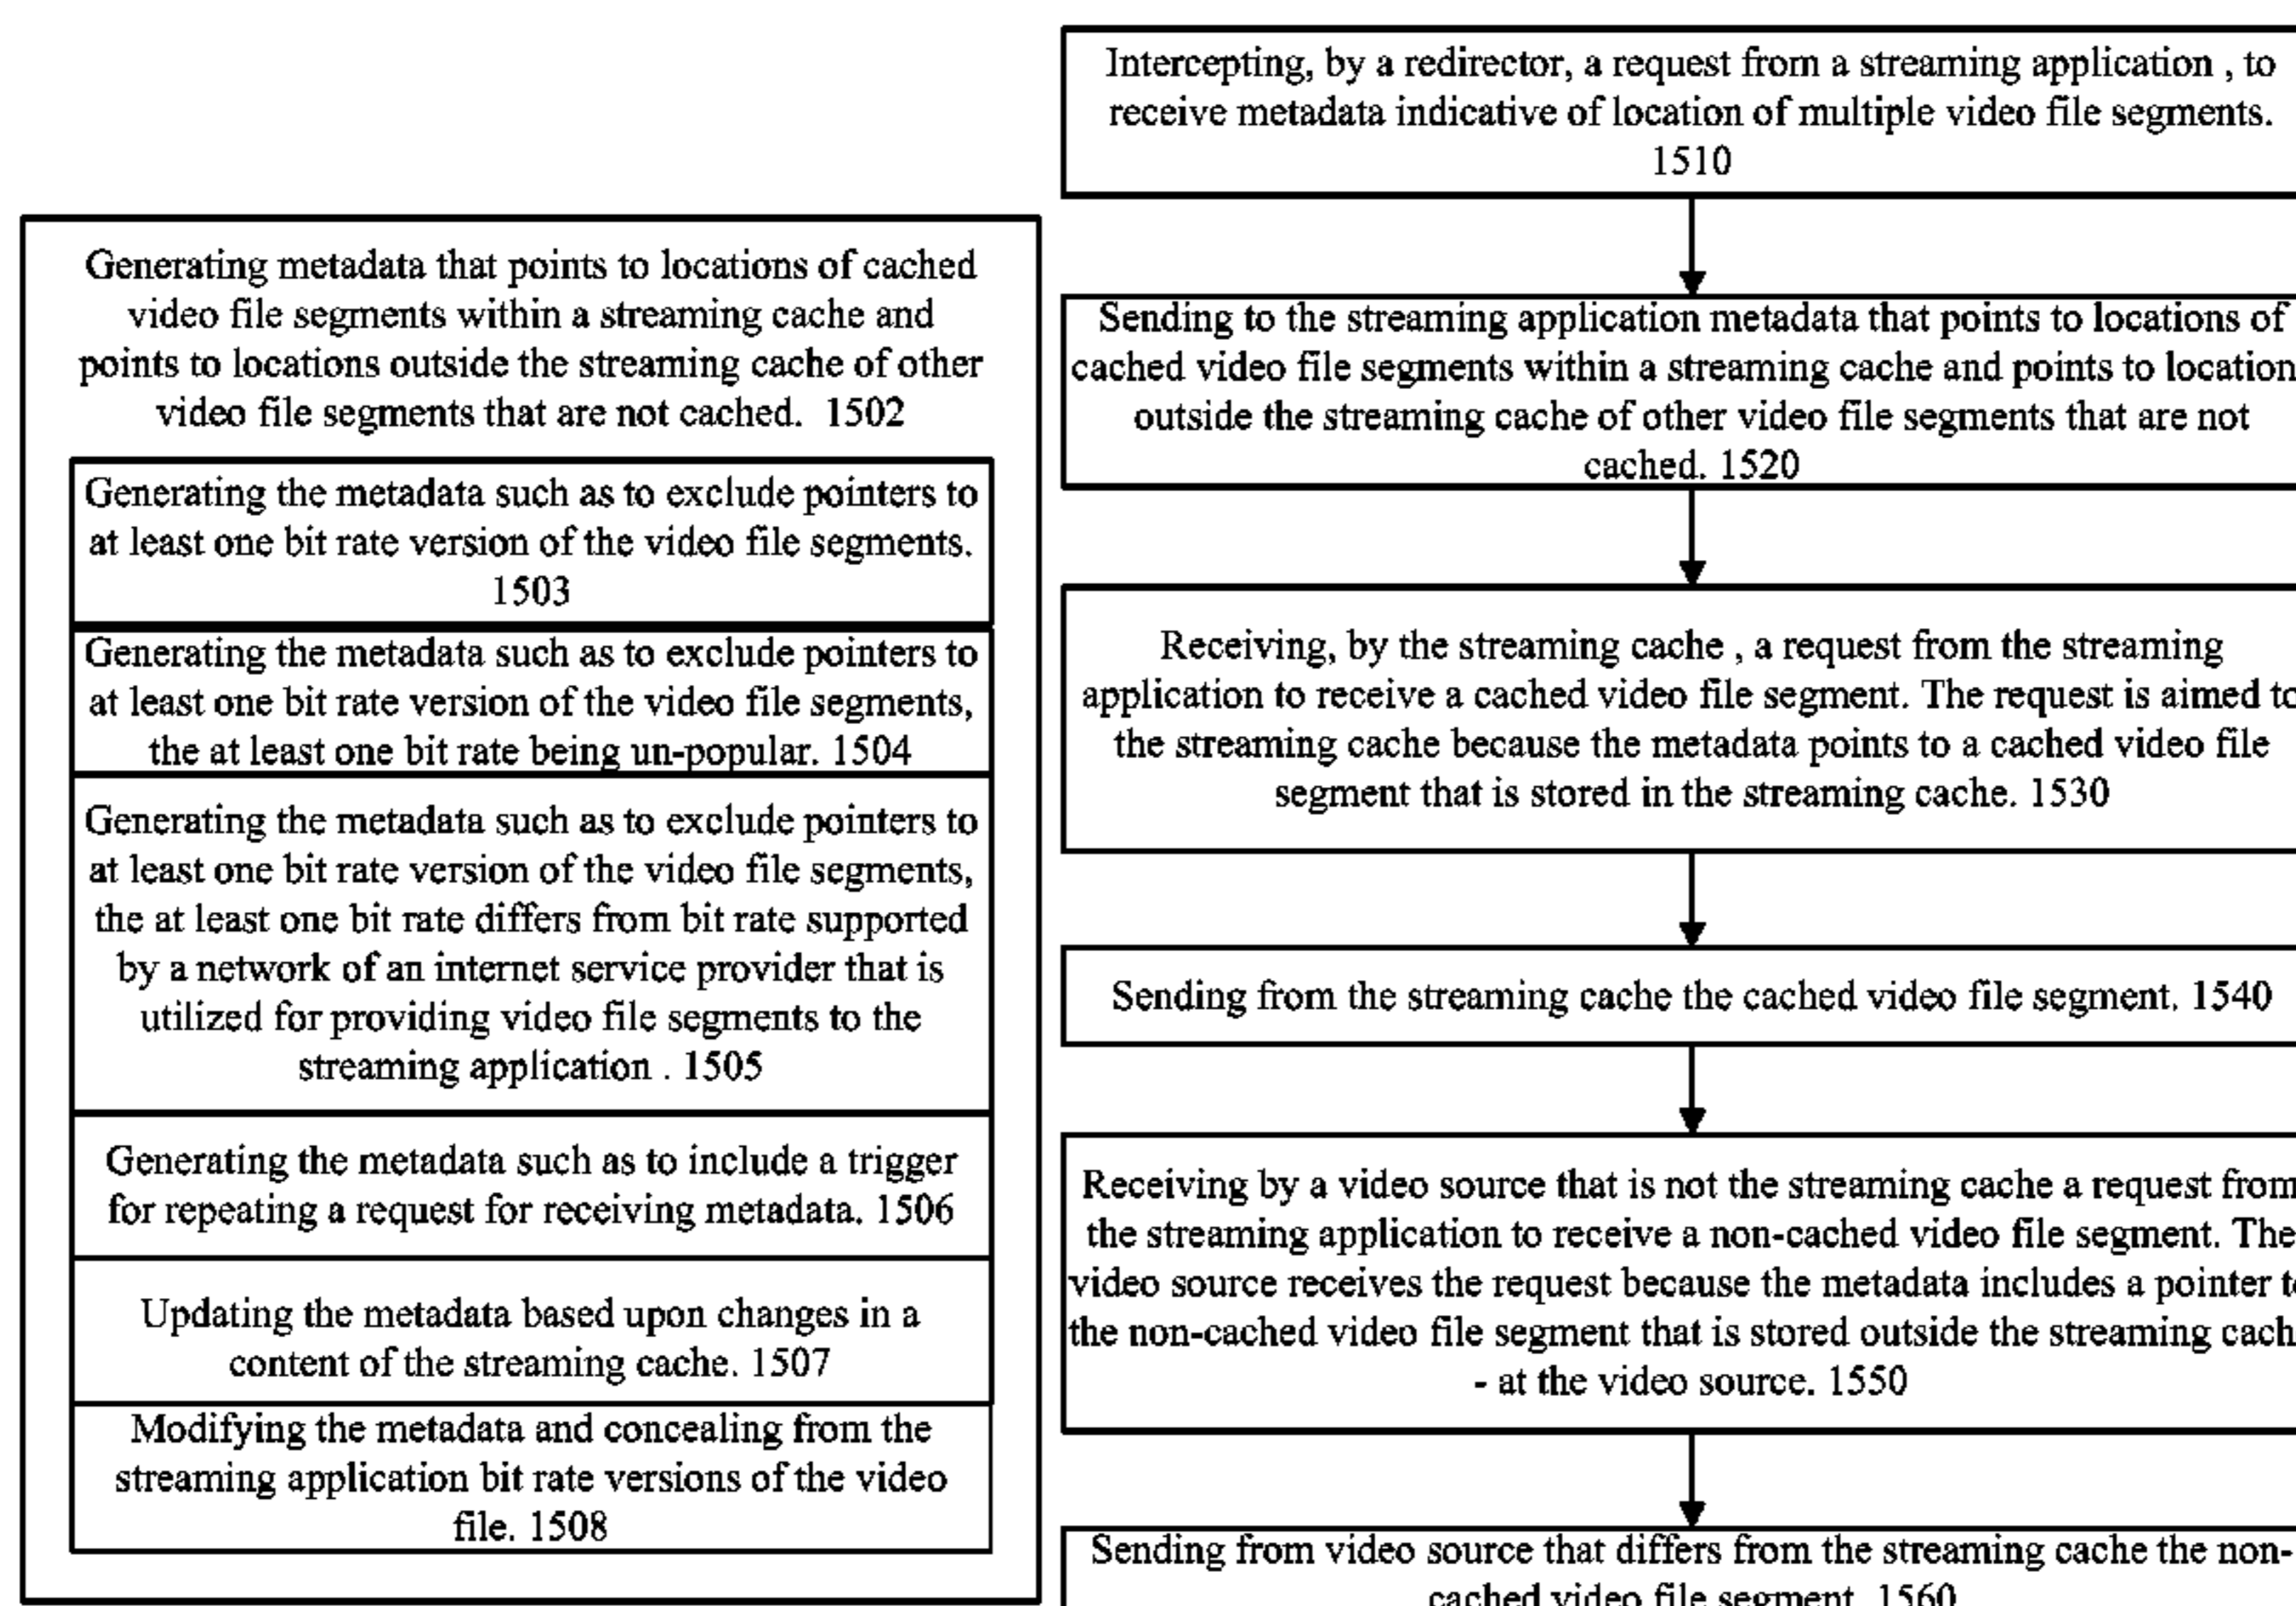 Intercepting, by a redirector, a request from a streaming application , to
receive metadata indicative of location of multiple video file segments.
1510
Generating metadata that points to locations of cached
video file segments within a streaming cache and
points to locations outside the streaming cache of other
video file segments that are not cached. 1502
Generating the metadata such as to exclude pointers to
at least one bit rate version of the video file segments.
1503
Generating the metadata such as to exclude pointers to
at least one bit rate version of the video file segments,
the at least one bit rate being un-popular. 1504
Generating the metadata such as to exclude pointers to
at least one bit rate version of the video file segments,
the at least one bit rate differs from bit rate supported
by a network of an internet service provider that is
utilized for providing video file segments to the
streaming application . 1505
Generating the metadata such as to include a trigger
for repeating a request for receiving metadata. 1506
Updating the metadata based upon changes in a
content of the streaming cache. 1507
Modifying the metadata and concealing from the
streaming application bit rate versions of the video
file. 1508
Sending to the streaming application metadata that points to locations of
cached video file segments within a streaming cache and points to location
outside the streaming cache of other video file segments that are not
cached. 1520
Receiving, by the streaming cache , a request from the streaming
application to receive a cached video file segment. The request is aimed to
the streaming cache because the metadata points to a cached video file
segment that is stored in the streaming cache. 1530
Sending from the streaming cache the cached video file segment. 1540
Receiving by a video source that is not the streaming cache a request from
the streaming application to receive a non-cached video file segment. The
video source receives the request because the metadata includes a pointer to
the non-cached video file segment that is stored outside the streaming cach
- at the video source. 1550
Sending from video source that differs from the streaming cache the non-
cached video file segment. 1560